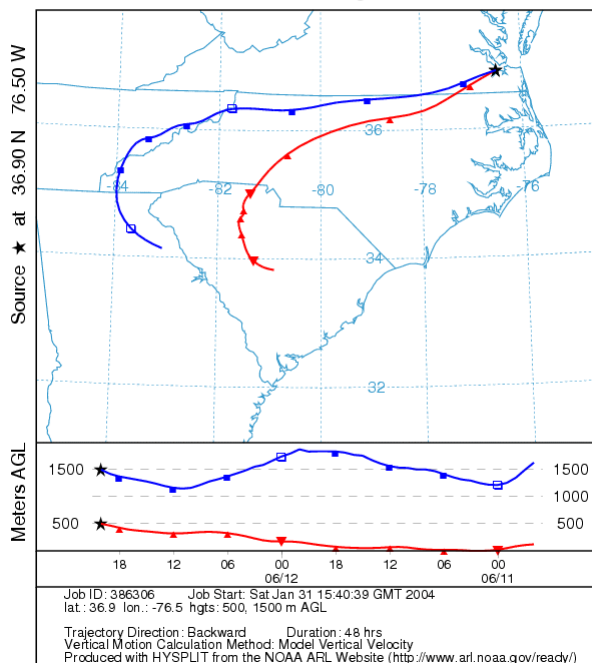 Source ★ at 36.90 N 76.50 W
36
-84
-82
-80
-78
-76
34
32
Meters AGL
1500
1500
1000
500
500
18 12 06 00 18 12 06 00
06/12 06/11
Job ID: 386306 Job Start: Sat Jan 31 15:40:39 GMT 2004
lat.: 36.9 lon.: -76.5 hgts: 500, 1500 m AGL
Trajectory Direction: Backward Duration: 48 hrs
Vertical Motion Calculation Method: Model Vertical Velocity
Produced with HYSPLIT from the NOAA ARL Website (http://www.arl.noaa.gov/ready/)